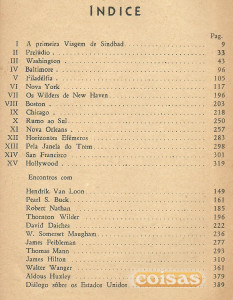 ÍNDICE
Pag.
I A primeira Viagem de Sindbad 9
II Prelúdio 33
III Washington 43
IV Baltimore 96
V Filadélfia 105
VI Nova York 117
VII Os Wilders de New Haven 196
VIII Boston 203
IX Chicago 218
X Rumo ao Sul 250
XI Nova Orleans 257
XII Horizontes Efêmeros 283
XIII Pela Janela do Trem 298
XIV San Francisco 300
XV Hollywood 319
Encontros com
Hendrik Van Loon 149
Pearl S. Buck 161
Robert Nathan 185
Thornton Wilder 196
David Daiches 222
W. Somerset Maugham 236
James Feibleman 277
Thomas Mann 293
James Hilton 310
Walter Wanger 361
Aldous Huxley 379
Diálogo sôbre os Estados Unidos 389
coisas